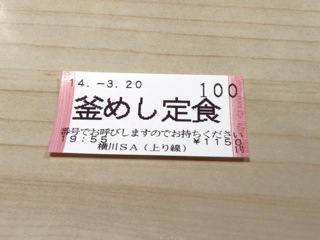 14.-3.20 100
釜めし定食
番号でお呼びしますのでお持ちください
19:55 ¥1150
横川SA(上り線)